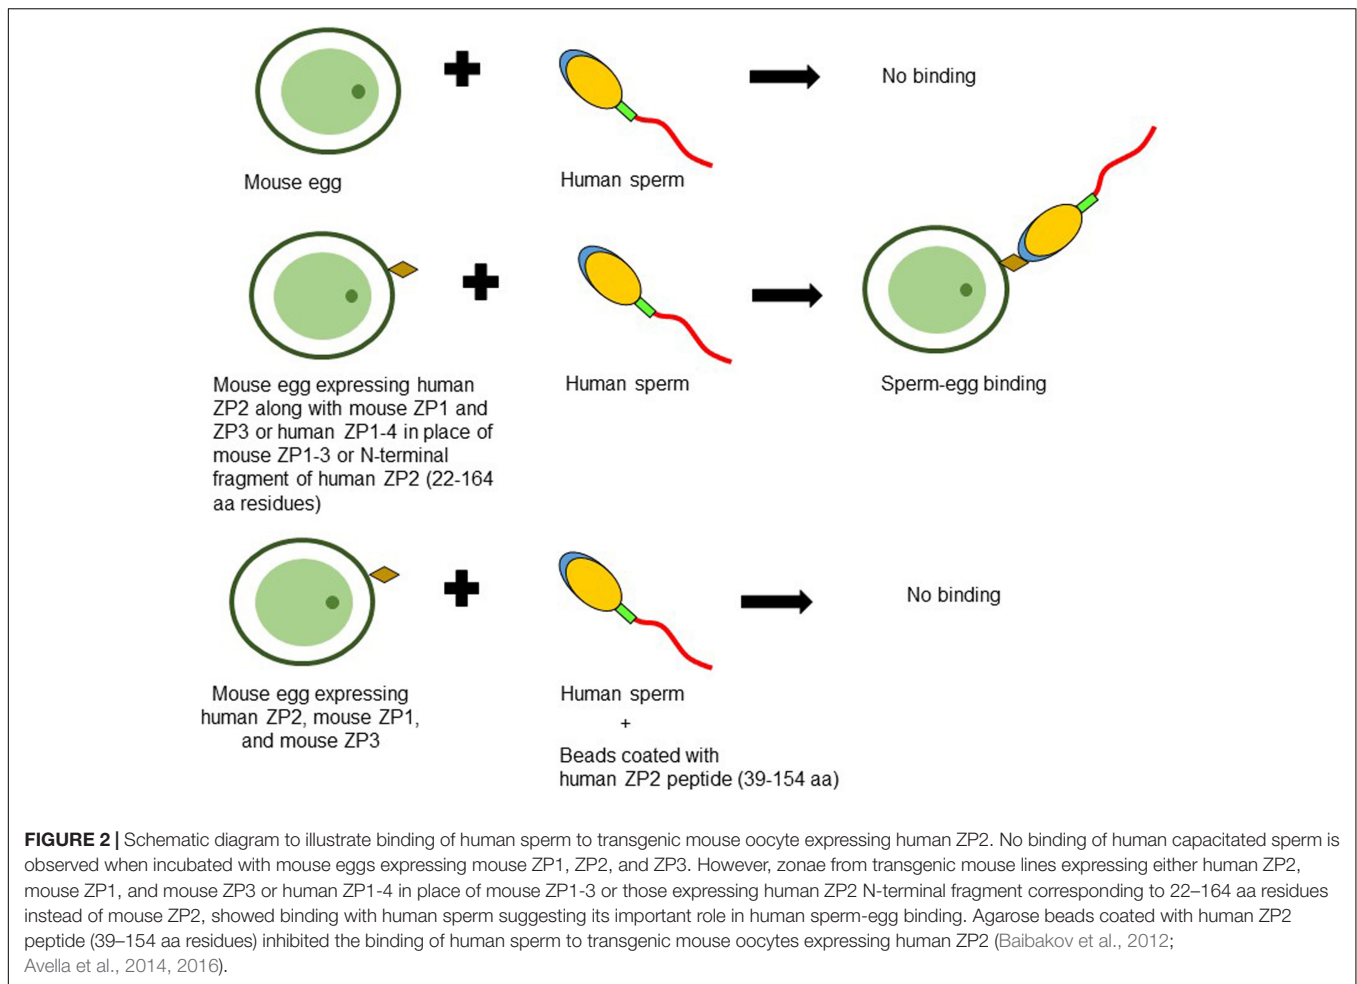 No binding
Mouse egg
Human sperm
Mouse egg expressing human
ZP2 along with mouse ZP1 and
ZP3 or human ZP1-4 in place of
mouse ZP1-3 or N-terminal
fragment of human ZP2 (22-164
aa residues)
Human sperm
Sperm-egg binding
No binding
Mouse egg expressing
human ZP2, mouse ZP1,
and mouse ZP3
Human sperm
+
Beads coated with
human ZP2 peptide (39-154 aa)
FIGURE 2 | Schematic diagram to illustrate binding of human sperm to transgenic mouse oocyte expressing human ZP2. No binding of human capacitated sperm is
observed when incubated with mouse eggs expressing mouse ZP1, ZP2, and ZP3. However, zonae from transgenic mouse lines expressing either human ZP2,
mouse ZP1, and mouse ZP3 or human ZP1-4 in place of mouse ZP1-3 or those expressing human ZP2 N-terminal fragment corresponding to 22–164 aa residues
instead of mouse ZP2, showed binding with human sperm suggesting its important role in human sperm-egg binding. Agarose beads coated with human ZP2
peptide (39–154 aa residues) inhibited the binding of human sperm to transgenic mouse oocytes expressing human ZP2 (Baibakov et al., 2012;
Avella et al., 2014, 2016).